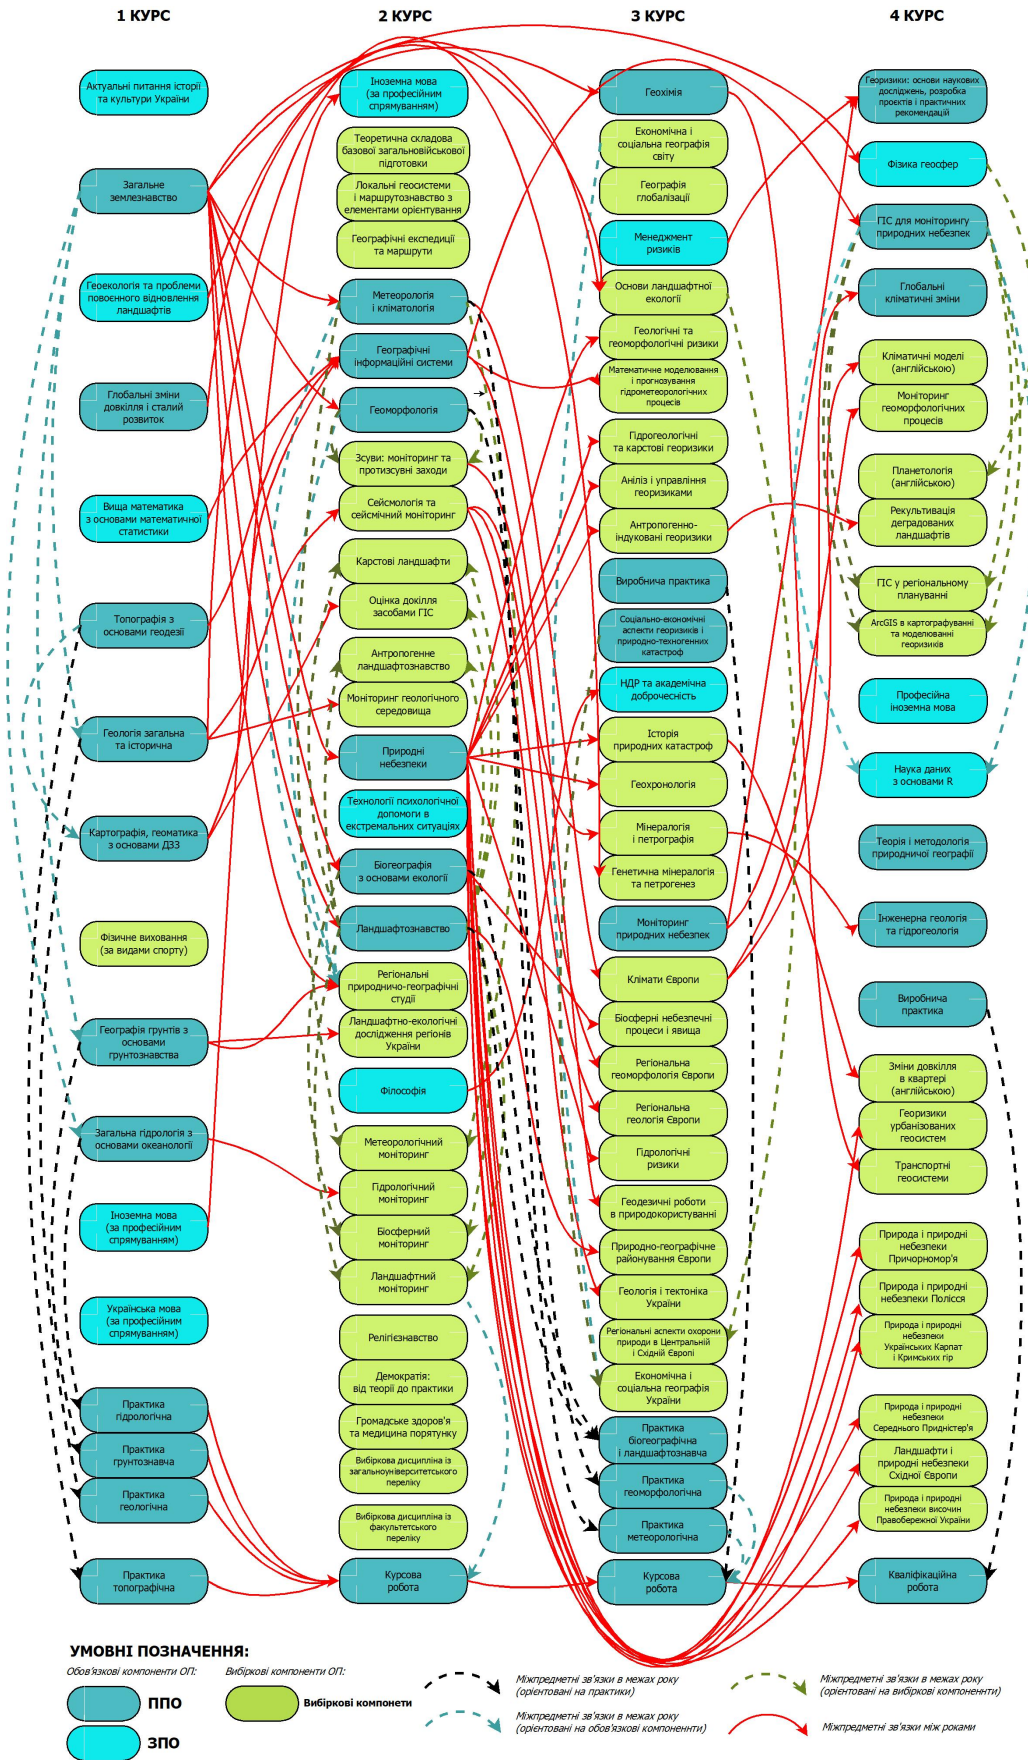 1 КУРС
2 КУРС
3 КУРС
4 КУРС
Актуальні питання історії
та культури України
Загальне
землезнавство
Геоекологія та проблеми
повоєнного відновлення
ландшафтів
Глобальні зміни
довкілля і сталий
розвиток
Вища математика
з основами математичної
статистики
Топографія з
основами геодезії
Геологія загальна
та історична
Картографія, геоматика
з основами ДЗЗ
Фізичне виховання
(за видами спорту)
Географія грунтів з
основами
грунтознавства
Загальна гідрологія з
основами океанології
Іноземна мова
(за професійним
спрямуванням)
Українська мова
(за професійним
спрямуванням)
Практика
гідрологічна
Практика
грунтознавча
Практика
геологічна
Практика
топографічна
Іноземна мова
(за професійним
спрямуванням)
Теоретична складова
базової загальновійськової
підготовки
Локальні геосистеми
і маршрутознавство з
елементами орієнтування
Географічні експедиції
та маршрути
Метеорологія
і кліматологія
Географічні
інформаційні системи
Геоморфологія
Зсуви: моніторинг та
протизсувні заходи
Сейсмологія та
сейсмічний моніторинг
Карстові ландшафти
Оцінка докілля
засобами ГІС
Антропогенне
ландшафтознавство
Моніторинг геологічного
середовища
Природні
небезпеки
Технології психологічної
допомоги в
екстремальних ситуаціях
Біогеографія
з основами екології
Ландшафтознавство
Регіональні
природничо-географічні
студії
Ландшафтно-екологічні
дослідження регіонів
України
Філософія
Метеорологічний
моніторинг
Гідрологічний
моніторинг
Біосферний
моніторинг
Ландшафтний
моніторинг
Релігієзнавство
Демократія:
від теорії до практики
Громадське здоров'я
та медицина порятунку
Вибіркова дисципліна із
загальноуніверситетського
переліку
Вибіркова дисципліна із
факультетського
переліку
Курсова
робота
Геохімія
Економічна і
соціальна географія
світу
Географія
глобалізації
Менеджмент
ризиків
Основи ландшафтної
екології
Геологічні та
геоморфологічні ризики
Математичне моделювання
і прогнозування
гідрометеорологічних
процесів
Гідрогеологічні
та карстові георизики
Аналіз і управління
георизиками
Антропогенно-
індуковані георизики
Виробнича практика
Соціально-економічні
аспекти георизиків і
природно-техногенних
катастроф
НДР та академічна
доброчесність
Історія
природних катастроф
Геохронологія
Мінералогія
і петрографія
Генетична мінералогія
та петрогенез
Моніторинг
природних небезпек
Клімати Європи
Біосферні небезпечні
процеси і явища
Регіональна
геоморфологія Європи
Регіональна
геологія Європи
Гідрологічні
ризики
Геодезичні роботи
в природокористуванні
Природно-географічне
районування Європи
Геологія і тектоніка
України
Регіональні аспекти охорони
природи в Центральній
і Східній Європі
Економічна і
соціальна географія
України
Практика
біогеографічна
і ландшафтознавча
Практика
геоморфологічна
Практика
метеорологічна
Курсова
робота
Георизики: основи наукових
досліджень, розробка
проєктів і практичних
рекомендацій
Фізика геосфер
ГІС для моніторингу
природних небезпек
Глобальні
кліматичні зміни
Кліматичні моделі
(англійською)
Моніторинг
геоморфологічних
процесів
Планетологія
(англійською)
Рекультивація
деградованих
ландшафтів
ГІС у регіональному
плануванні
ArcGIS в картографуванні
та моделюванні
георизиків
Професійна
іноземна мова
Наука даних
з основами R
Теорія і методологія
природничої географії
Інженерна геологія
та гідрогеологія
Виробнича
практика
Зміни довкілля
в квартері
(англійською)
Георизики
урбанізованих
геосистем
Транспортні
геосистеми
Природа і природні
небезпеки
Причорномор'я
Природа і природні
небезпеки Полісся
Природа і природні
небезпеки
Українських Карпат
і Кримських гір
Природа і природні
небезпеки
Середнього Придністер'я
Ландшафти і
природні небезпеки
Східної Європи
Природа і природні
небезпеки височин
Правобережної України
Кваліфікаційна
робота
УМОВНІ ПОЗНАЧЕННЯ:
Обов'язкові компоненти ОП:
ППО
ЗПО
Вибіркові компоненти ОП:
Вибіркові компонети
Міжпредметні зв'язки в межах року
(орієнтовані на практики)
Міжпредметні зв'язки в межах року
(орієнтовані на обов'язкові компоненнти)
Міжпредметні зв'язки в межах року
(орієнтовані на вибіркові компоненнти)
Міжпредметні зв'язки між роками